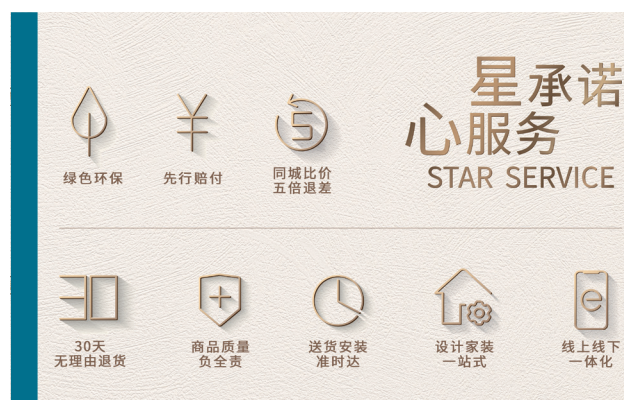 星承诺
心服务
STAR SERVICE
绿色环保
先行赔付
5
同城比价
五倍退差
30
30天
无理由退货
商品质量
负全责
送货安装
准时达
设计家装
一站式
e
线上线下
一体化